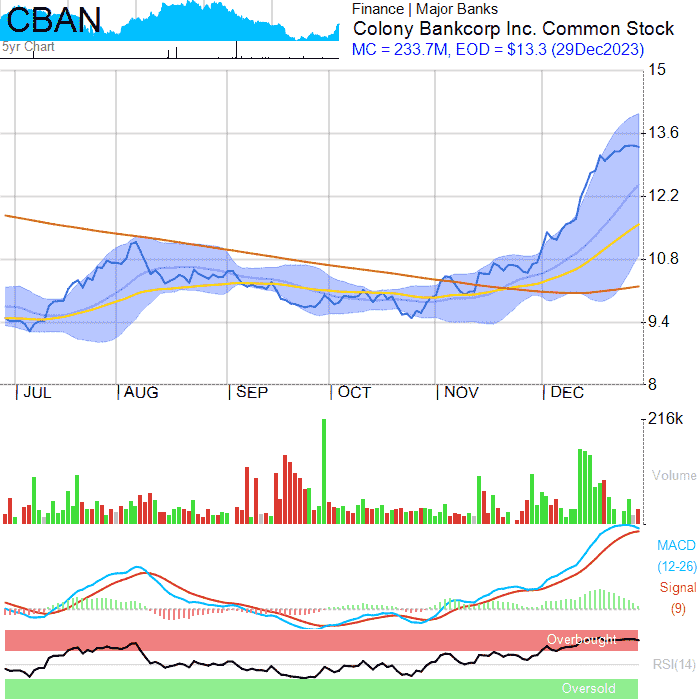 CBAN
5yr Chart
Finance | Major Banks
Colony Bankcorp Inc. Common Stock
MC = 233.7M, EOD = $13.3 (29Dec2023)
15
13.6
12.2
10.8
9.4
8
JUL AUG SEP OCT NOV DEC
216k
Volume
MACD
(12-26)
Signal
(9)
Overbought
RSI(14)
Oversold